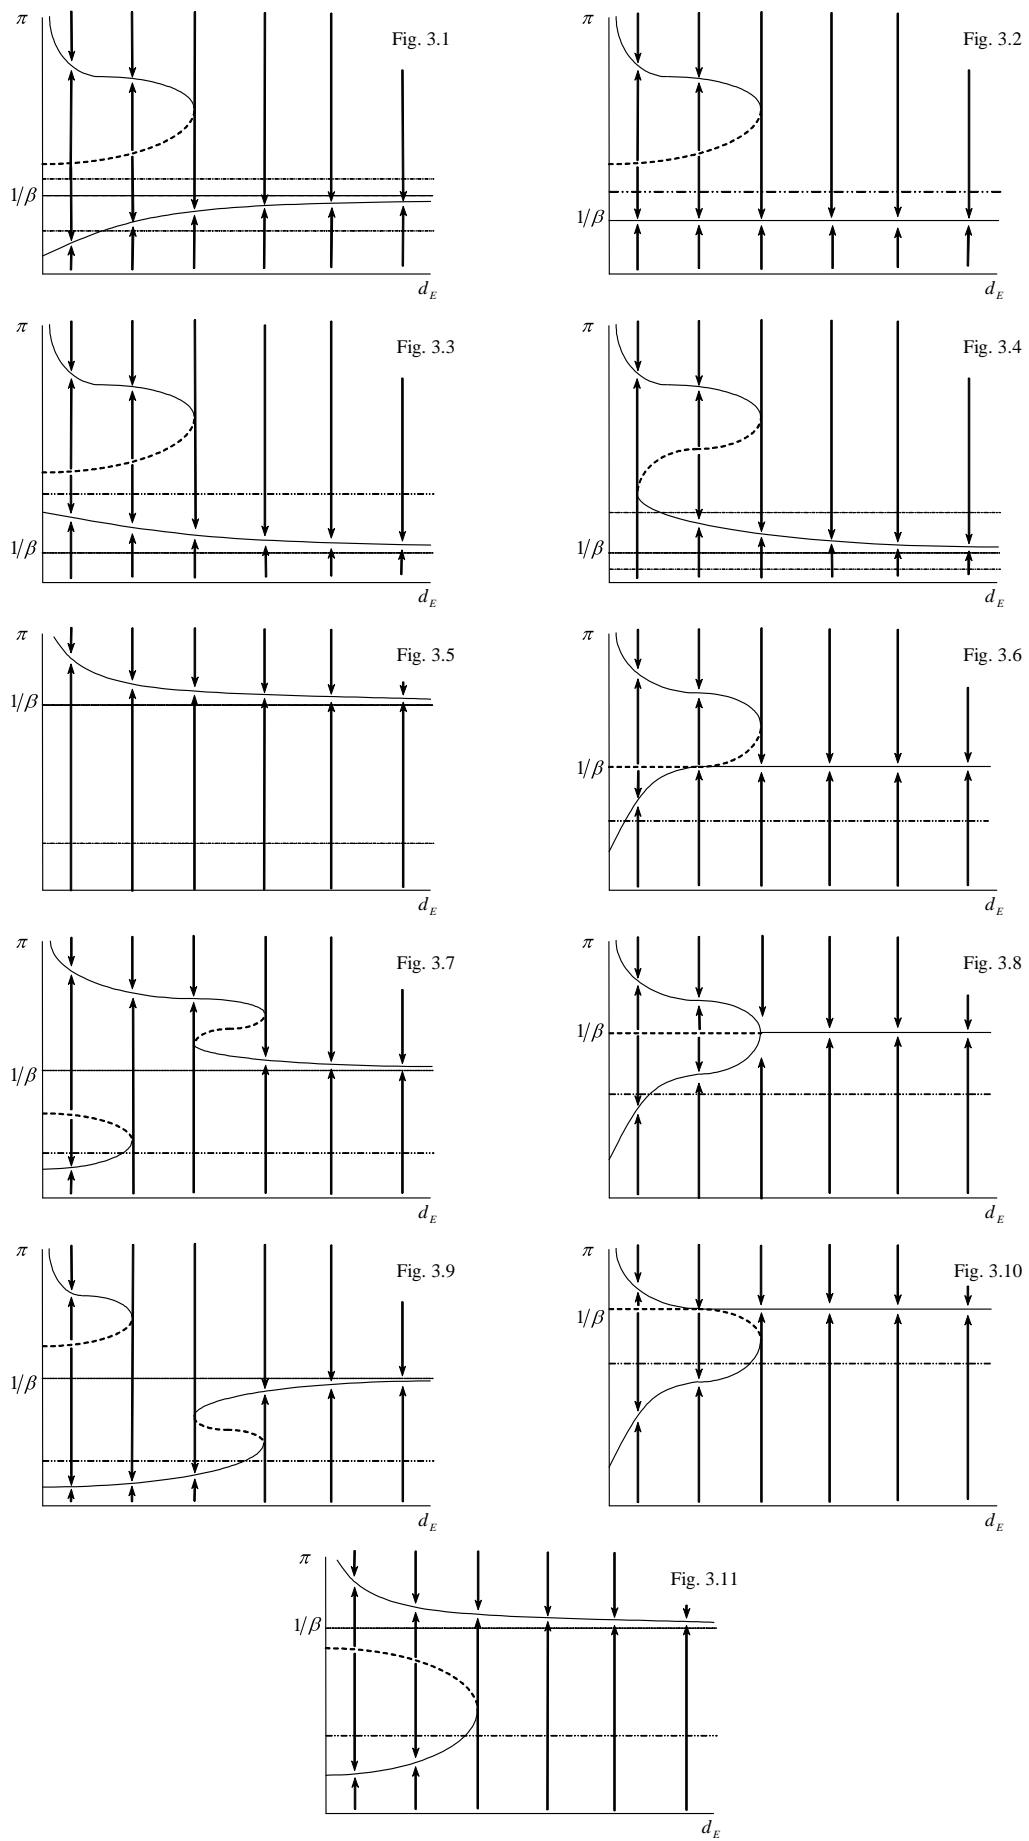 π
Fig. 3.1
1/β
d_E
π
Fig. 3.2
1/β
d_E
π
Fig. 3.3
1/β
d_E
π
Fig. 3.4
1/β
d_E
π
Fig. 3.5
1/β
d_E
π
Fig. 3.6
1/β
d_E
π
Fig. 3.7
1/β
d_E
π
Fig. 3.8
1/β
d_E
π
Fig. 3.9
1/β
d_E
π
Fig. 3.10
1/β
d_E
π
Fig. 3.11
1/β
d_E